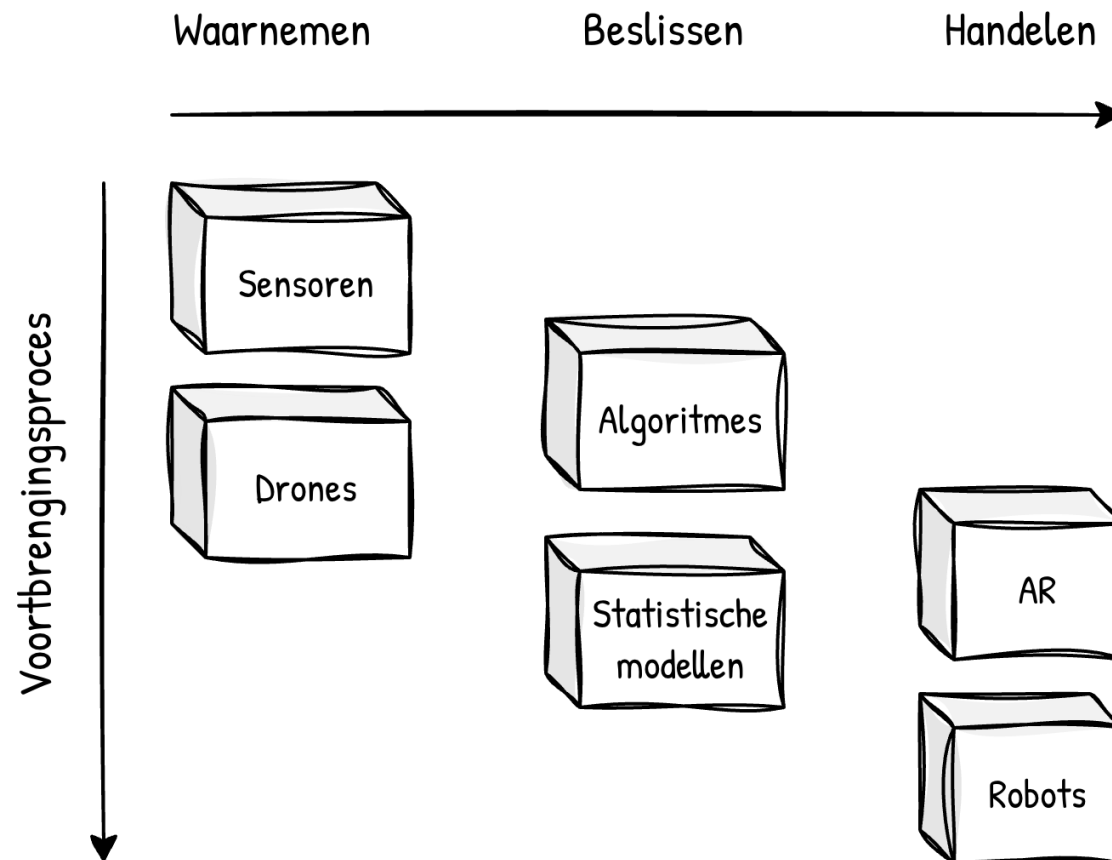 Waarnemen
Beslissen
Handelen
Voortbrengingsproces
Sensoren
Drones
Algoritmes
Statistische
modellen
AR
Robots